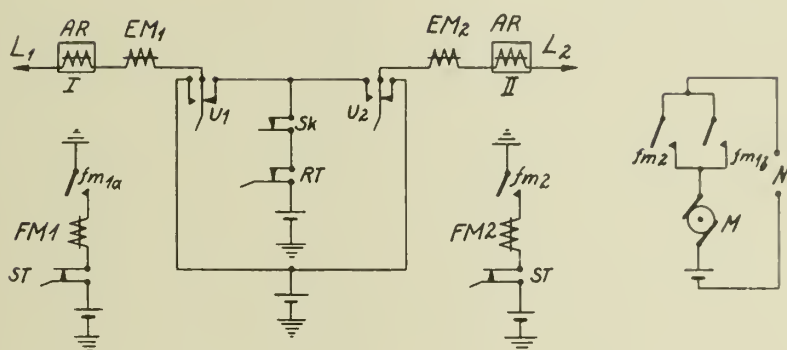 L1 AR EM1 EM2 AR L2
I U1 U2 II
Sk
RT
fm1a fm2 fm2 fm1b N
FM1 FM2 M
ST ST